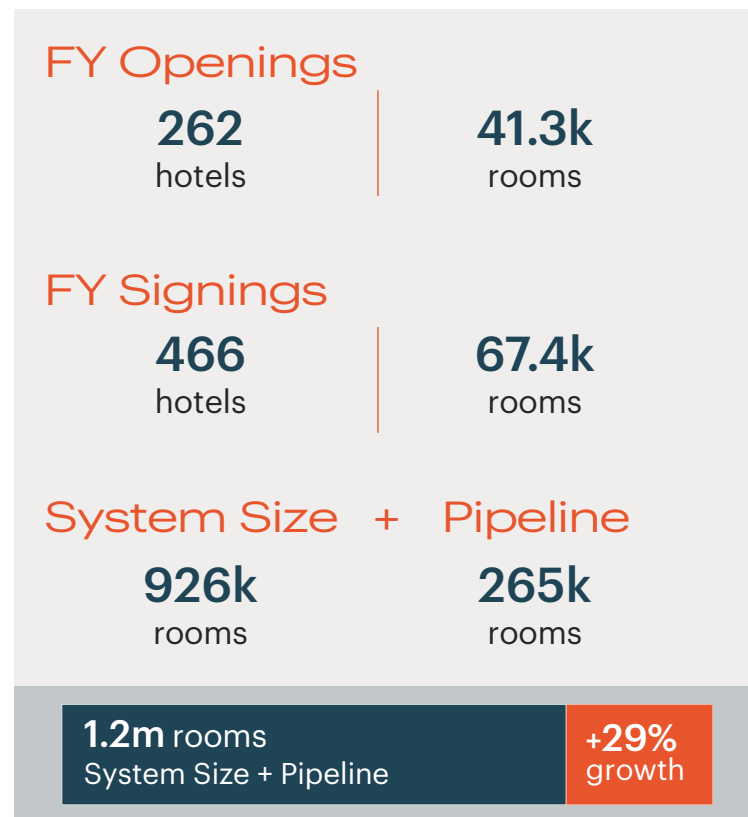 FY Openings
262 41.3k
hotels rooms
FY Signings
466 67.4k
hotels rooms
System Size + Pipeline
926k 265k
rooms rooms
1.2m rooms +29%
System Size + Pipeline growth